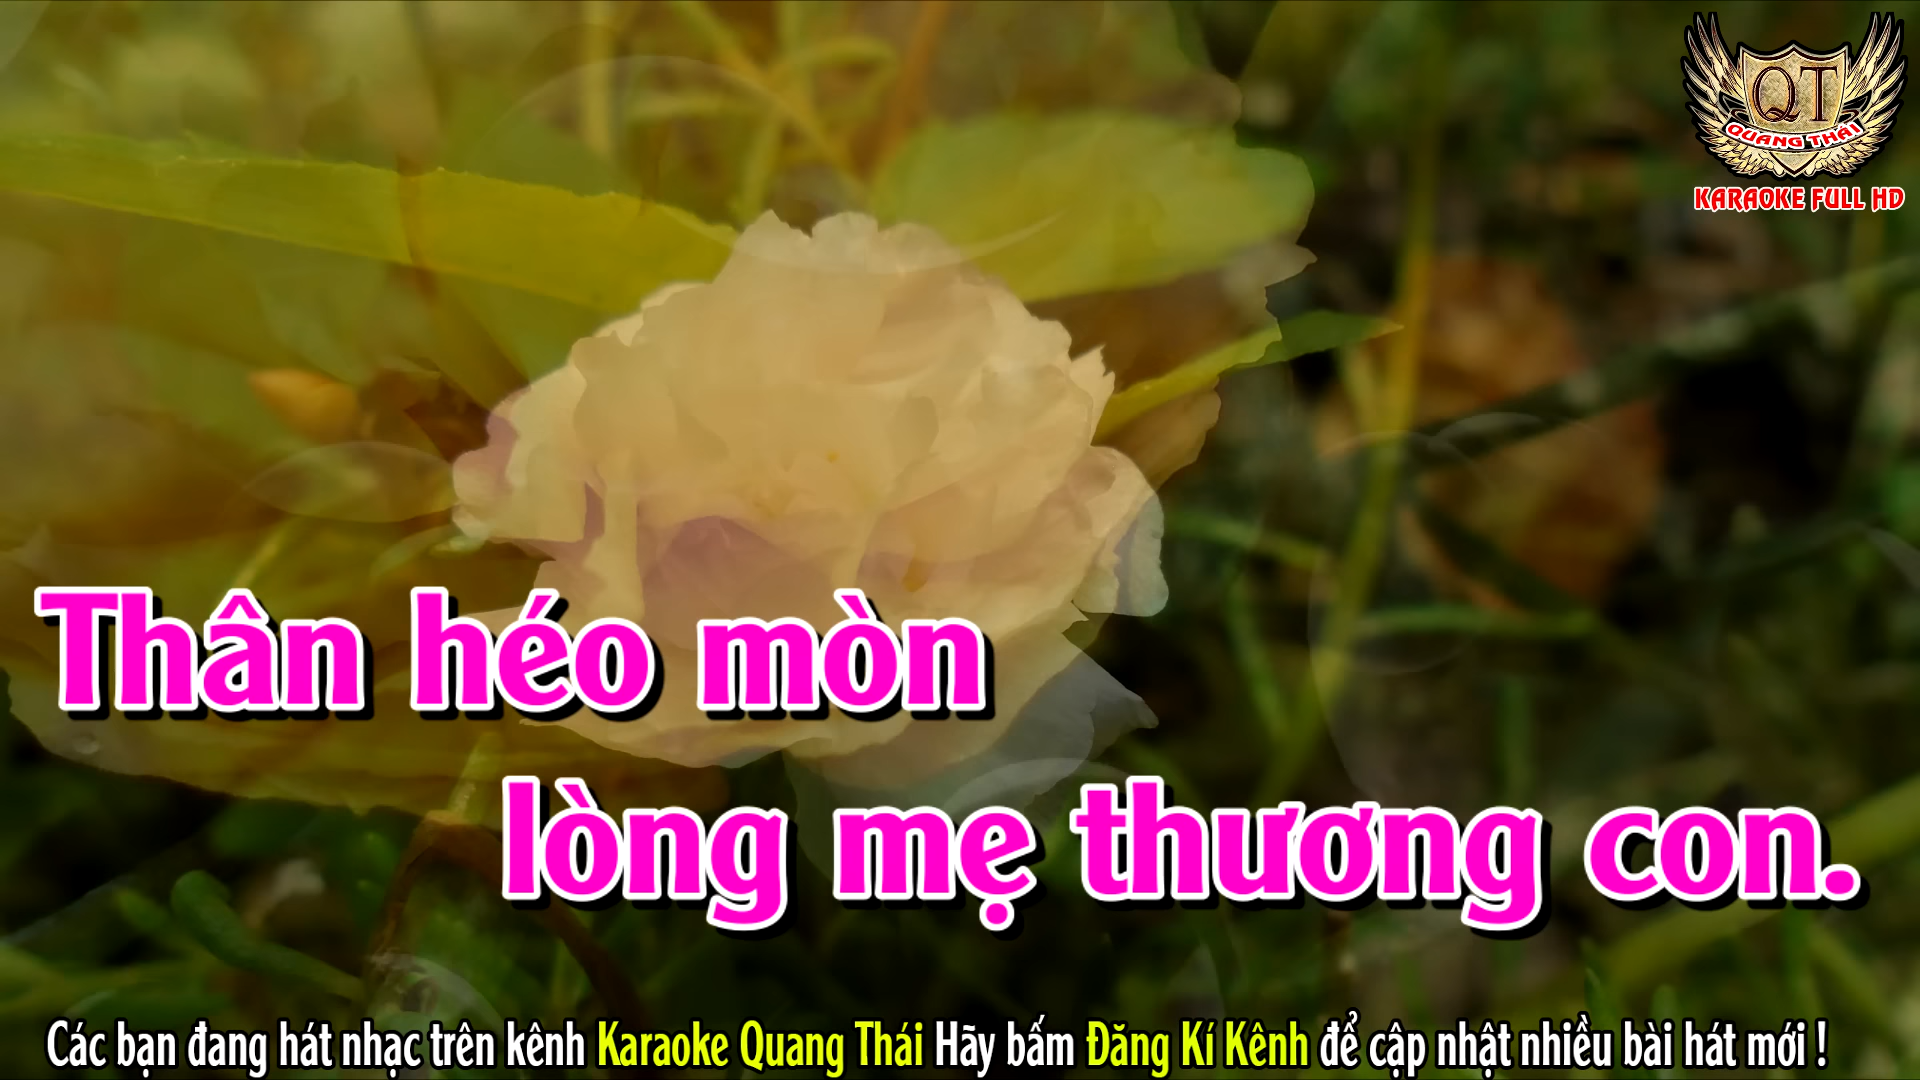 QT
QUANG THÁI
KARAOKE FULL HD
Thân héo mòn
lòng mẹ thương con.
Các bạn đang hát nhạc trên kênh Karaoke Quang Thái Hãy bấm Đăng Kí Kênh để cập nhật nhiều bài hát mới !